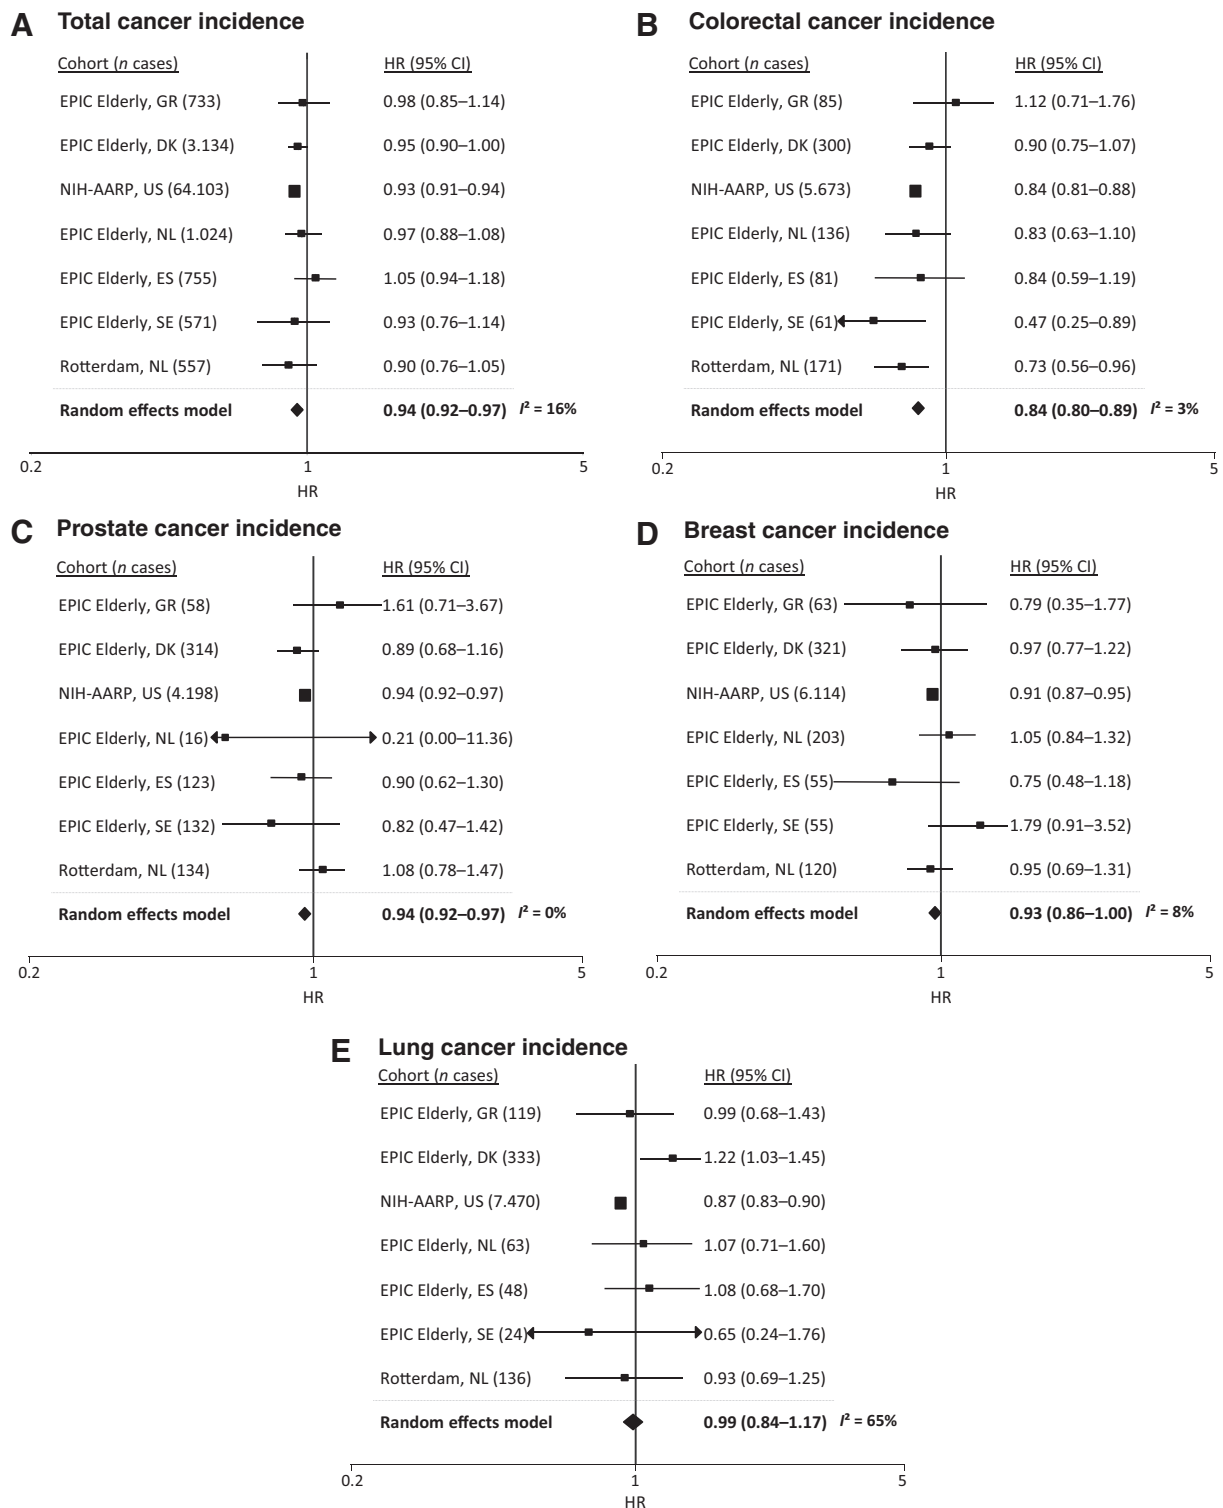 A Total cancer incidence
Cohort (n cases) HR (95% CI)
EPIC Elderly, GR (733) 0.98 (0.85–1.14)
EPIC Elderly, DK (3.134) 0.95 (0.90–1.00)
NIH-AARP, US (64.103) 0.93 (0.91–0.94)
EPIC Elderly, NL (1.024) 0.97 (0.88–1.08)
EPIC Elderly, ES (755) 1.05 (0.94–1.18)
EPIC Elderly, SE (571) 0.93 (0.76–1.14)
Rotterdam, NL (557) 0.90 (0.76–1.05)
Random effects model 0.94 (0.92–0.97) I² = 16%
0.2 1 5
HR
B Colorectal cancer incidence
Cohort (n cases) HR (95% CI)
EPIC Elderly, GR (85) 1.12 (0.71–1.76)
EPIC Elderly, DK (300) 0.90 (0.75–1.07)
NIH-AARP, US (5.673) 0.84 (0.81–0.88)
EPIC Elderly, NL (136) 0.83 (0.63–1.10)
EPIC Elderly, ES (81) 0.84 (0.59–1.19)
EPIC Elderly, SE (61) 0.47 (0.25–0.89)
Rotterdam, NL (171) 0.73 (0.56–0.96)
Random effects model 0.84 (0.80–0.89) I² = 3%
0.2 1 5
HR
C Prostate cancer incidence
Cohort (n cases) HR (95% CI)
EPIC Elderly, GR (58) 1.61 (0.71–3.67)
EPIC Elderly, DK (314) 0.89 (0.68–1.16)
NIH-AARP, US (4.198) 0.94 (0.92–0.97)
EPIC Elderly, NL (16) 0.21 (0.00–11.36)
EPIC Elderly, ES (123) 0.90 (0.62–1.30)
EPIC Elderly, SE (132) 0.82 (0.47–1.42)
Rotterdam, NL (134) 1.08 (0.78–1.47)
Random effects model 0.94 (0.92–0.97) I² = 0%
0.2 1 5
HR
D Breast cancer incidence
Cohort (n cases) HR (95% CI)
EPIC Elderly, GR (63) 0.79 (0.35–1.77)
EPIC Elderly, DK (321) 0.97 (0.77–1.22)
NIH-AARP, US (6.114) 0.91 (0.87–0.95)
EPIC Elderly, NL (203) 1.05 (0.84–1.32)
EPIC Elderly, ES (55) 0.75 (0.48–1.18)
EPIC Elderly, SE (55) 1.79 (0.91–3.52)
Rotterdam, NL (120) 0.95 (0.69–1.31)
Random effects model 0.93 (0.86–1.00) I² = 8%
0.2 1 5
HR
E Lung cancer incidence
Cohort (n cases) HR (95% CI)
EPIC Elderly, GR (119) 0.99 (0.68–1.43)
EPIC Elderly, DK (333) 1.22 (1.03–1.45)
NIH-AARP, US (7.470) 0.87 (0.83–0.90)
EPIC Elderly, NL (63) 1.07 (0.71–1.60)
EPIC Elderly, ES (48) 1.08 (0.68–1.70)
EPIC Elderly, SE (24) 0.65 (0.24–1.76)
Rotterdam, NL (136) 0.93 (0.69–1.25)
Random effects model 0.99 (0.84–1.17) I² = 65%
0.2 1 5
HR